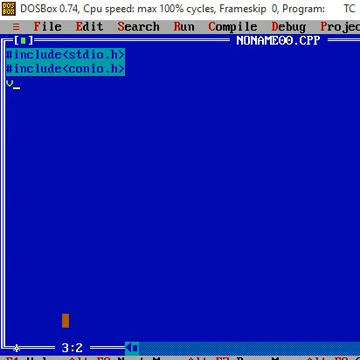 DOSBox 0.74, Cpu speed: max 100% cycles, Frameskip 0, Program: TC
≡ File Edit Search Run Compile Debug Projec
[■] NONAME00.CPP
#include<stdio.h>
#include<conio.h>
v_
* 3:2